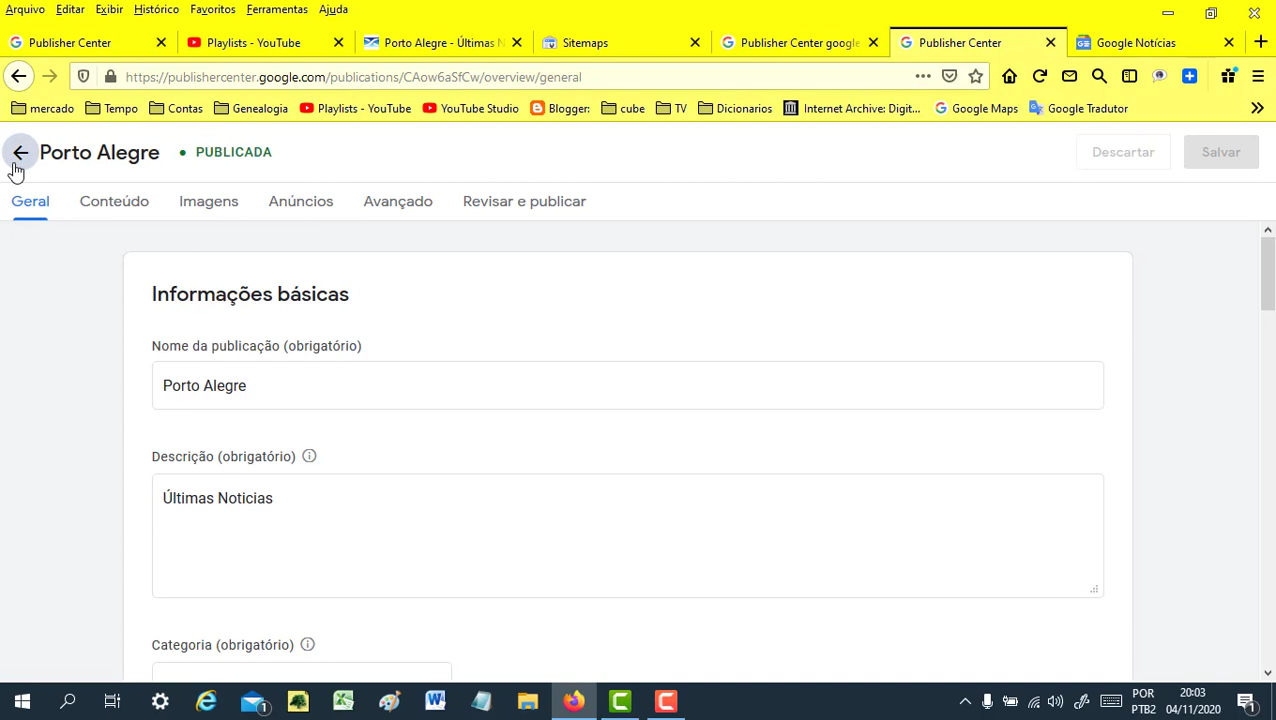 Arquivo Editar Exibir Histórico Favoritos Ferramentas Ajuda
Publisher Center Playlists - YouTube Porto Alegre - Últimas N Sitemaps Publisher Center google Publisher Center Google Notícias
https://publishercenter.google.com/publications/CAow6aSfCw/overview/general
mercado Tempo Contas Genealogia Playlists - YouTube YouTube Studio Blogger: cube TV Dicionarios Internet Archive: Digit... Google Maps Google Tradutor
Porto Alegre • PUBLICADA Descartar Salvar
Geral Conteúdo Imagens Anúncios Avançado Revisar e publicar
Informações básicas
Nome da publicação (obrigatório)
Porto Alegre
Descrição (obrigatório)
Últimas Noticias
Categoria (obrigatório)
POR 20:03
PTB2 04/11/2020